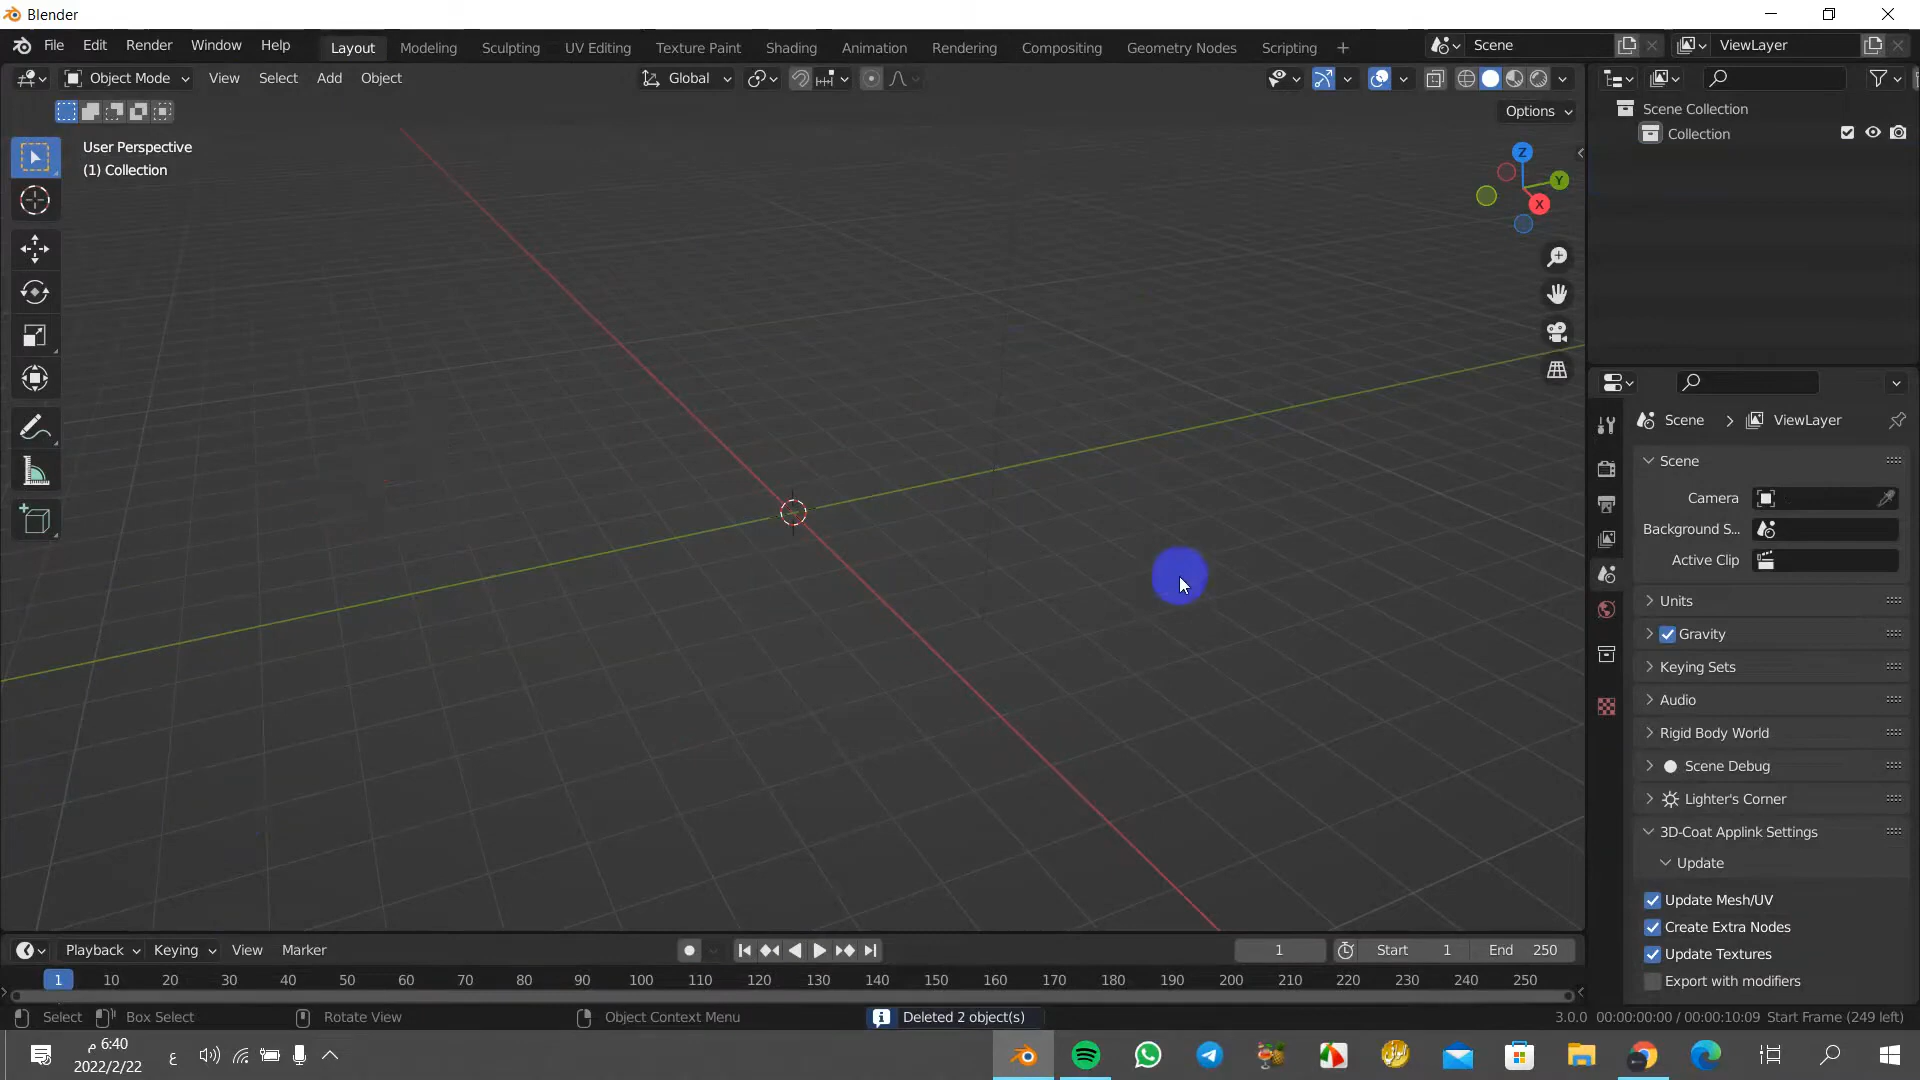 Blender
File Edit Render Window Help Layout Modeling Sculpting UV Editing Texture Paint Shading Animation Rendering Compositing Geometry Nodes Scripting + Scene ViewLayer
Object Mode View Select Add Object Global
Options
User Perspective
(1) Collection
Z
Y
X
Scene Collection
Collection
Scene > ViewLayer
Scene
Camera
Background S...
Active Clip
Units
Gravity
Keying Sets
Audio
Rigid Body World
Scene Debug
Lighter's Corner
3D-Coat Applink Settings
Update
Update Mesh/UV
Create Extra Nodes
Update Textures
Export with modifiers
Playback Keying View Marker 1 Start 1 End 250
1 10 20 30 40 50 60 70 80 90 100 110 120 130 140 150 160 170 180 190 200 210 220 230 240 250
Select Box Select Rotate View Object Context Menu Deleted 2 object(s) 3.0.0 00:00:00:00 / 00:00:10:09 Start Frame (249 left)
6:40 م
2022/2/22
ع